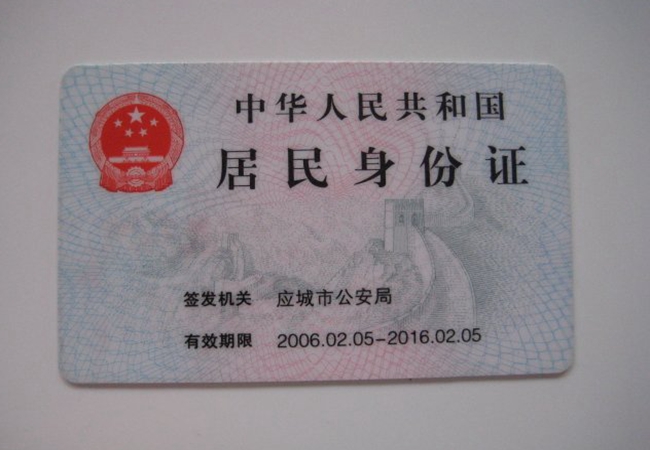 中华人民共和国
居民身份证
签发机关 应城市公安局
有效期限 2006.02.05-2016.02.05